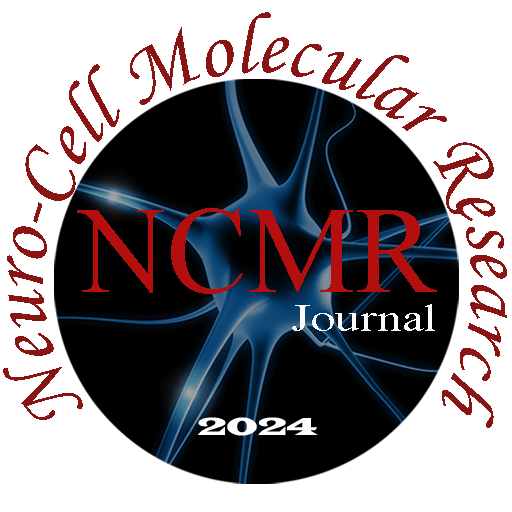 Neuro-Cell Molecular Research
NCMR
Journal
2024